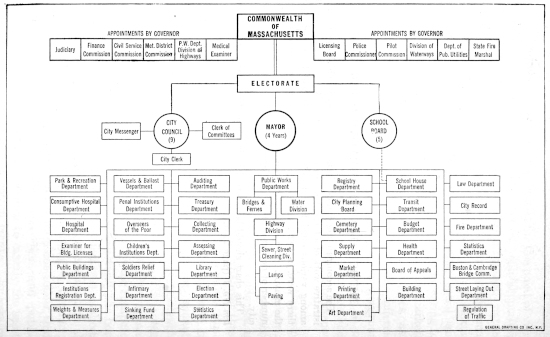 COMMONWEALTH
OF
MASSACHUSETTS
APPOINTMENTS BY GOVERNOR
APPOINTMENTS BY GOVERNOR
Judiciary
Finance
Commission
Civil Service
Commission
Met. District
Commission
P.W. Dept.
Division of
Highways
Medical
Examiner
Licensing
Board
Police
Commissioner
Pilot
Commission
Division of
Waterways
Dept. of
Pub. Utilities
State Fire
Marshal
ELECTORATE
CITY
COUNCIL
(9)
MAYOR
(4 Years)
SCHOOL
BOARD
(5)
City Messenger
Clerk of
Committees
City Clerk
Park & Recreation
Department
Vessels & Ballast
Department
Auditing
Department
Public Works
Department
Registry
Department
School House
Department
Law Department
Consumptive Hospital
Department
Penal Institutions
Department
Treasury
Department
Bridges &
Ferries
Water
Division
City Planning
Board
Transit
Department
City Record
Hospital
Department
Overseers
of the Poor
Collecting
Department
Highway
Division
Cemetery
Department
Budget
Department
Fire Department
Examiner for
Bldg. Licenses
Children's
Institutions Dept.
Assessing
Department
Sewer, Street
Cleaning Div.
Supply
Department
Health
Department
Statistics
Department
Public Buildings
Department
Soldiers Relief
Department
Library
Department
Lamps
Market
Department
Board of Appeals
Boston & Cambridge
Bridge Comm.
Institutions
Registration Dept.
Infirmary
Department
Election
Department
Paving
Printing
Department
Building
Department
Street Laying Out
Department
Weights & Measures
Department
Sinking Fund
Department
Statistics
Department
Art Department
Regulation
of Traffic
GENERAL DRAFTING CO. INC. N.Y.